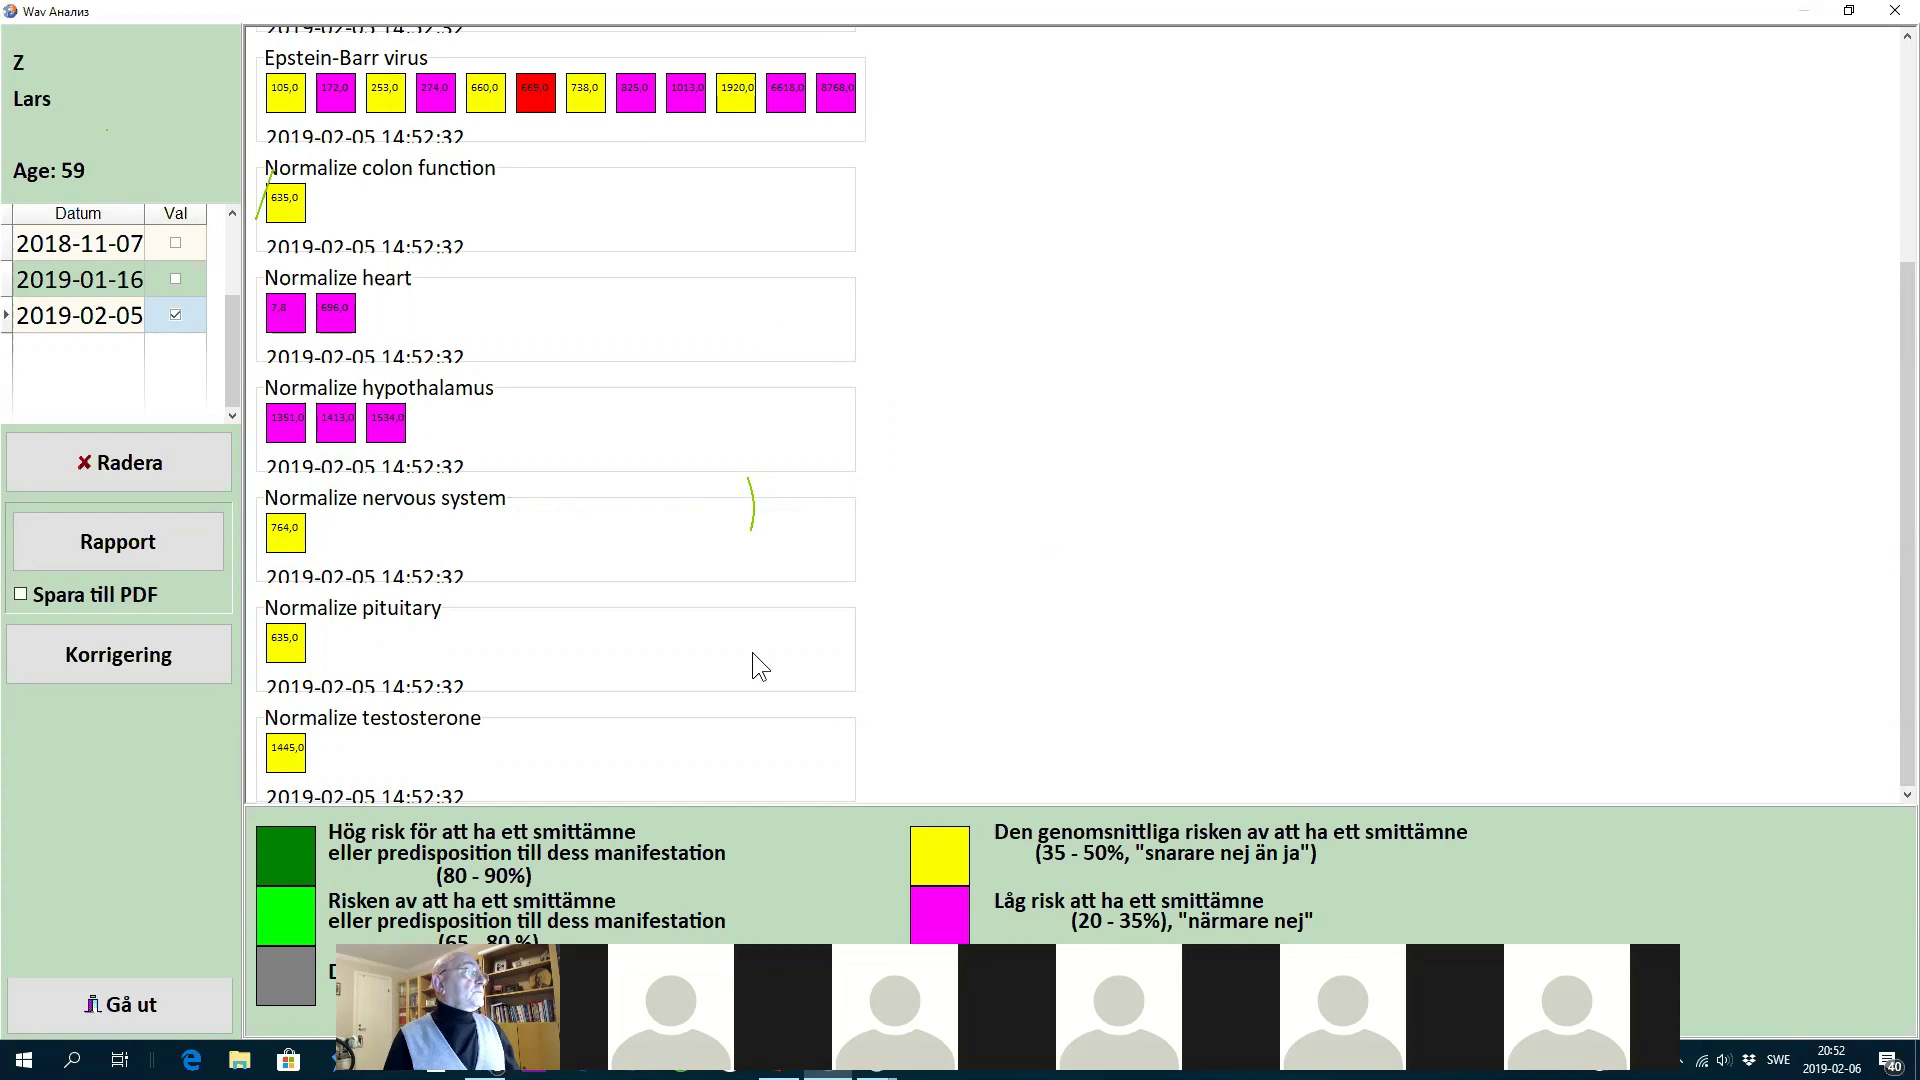 Wav Анализ
Z
Lars
Age: 59
Datum Val
2018-11-07
2019-01-16
2019-02-05
Radera
Rapport
Spara till PDF
Korrigering
Gå ut
2019-02-05 14:52:32
Epstein-Barr virus
105,0 172,0 253,0 274,0 660,0 669,0 738,0 825,0 1013,0 1920,0 6618,0 8768,0
2019-02-05 14:52:32
Normalize colon function
635,0
2019-02-05 14:52:32
Normalize heart
7,8 696,0
2019-02-05 14:52:32
Normalize hypothalamus
1351,0 1413,0 1534,0
2019-02-05 14:52:32
Normalize nervous system
764,0
2019-02-05 14:52:32
Normalize pituitary
635,0
2019-02-05 14:52:32
Normalize testosterone
1445,0
2019-02-05 14:52:32
Hög risk för att ha ett smittämne
eller predisposition till dess manifestation
(80 - 90%)
Risken av att ha ett smittämne
eller predisposition till dess manifestation
(65 - 80 %)
Den genomsnittliga risken av att ha ett smittämne
(35 - 50%, "snarare nej än ja")
Låg risk att ha ett smittämne
(20 - 35%), "närmare nej"
SWE
20:52
2019-02-06
40